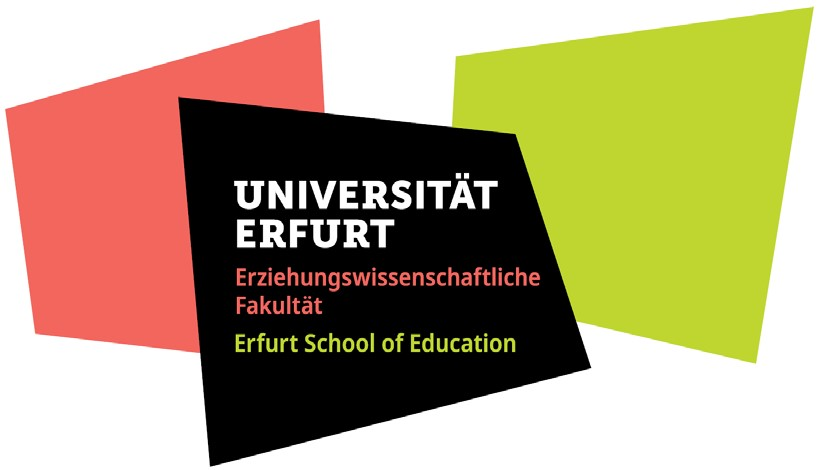 UNIVERSITÄT
ERFURT
Erziehungswissenschaftliche
Fakultät
Erfurt School of Education